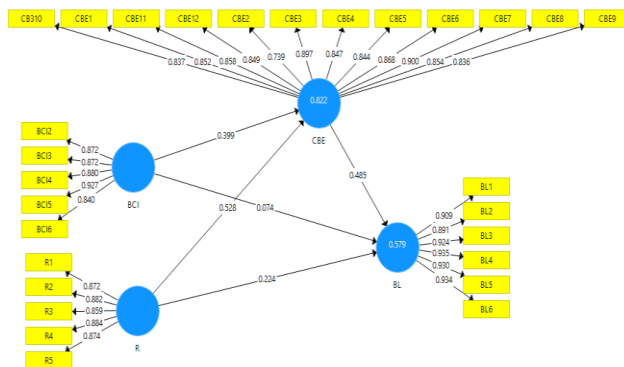 CB310 CBE1 CBE11 CBE12 CBE2 CBE3 CBE4 CBE5 CBE6 CBE7 CBE8 CBE9
0.837 0.852 0.858 0.849 0.739 0.897 0.847 0.844 0.868 0.900 0.854 0.836
0.822
CBE
BCI2
BCI3
BCI4
BCI5
BCI6
0.872
0.872
0.880
0.927
0.840
BCI
0.399
0.528
0.074
0.485
0.224
R1
R2
R3
R4
R5
0.872
0.882
0.859
0.884
0.874
R
0.579
BL
0.909
0.891
0.924
0.935
0.930
0.934
BL1
BL2
BL3
BL4
BL5
BL6